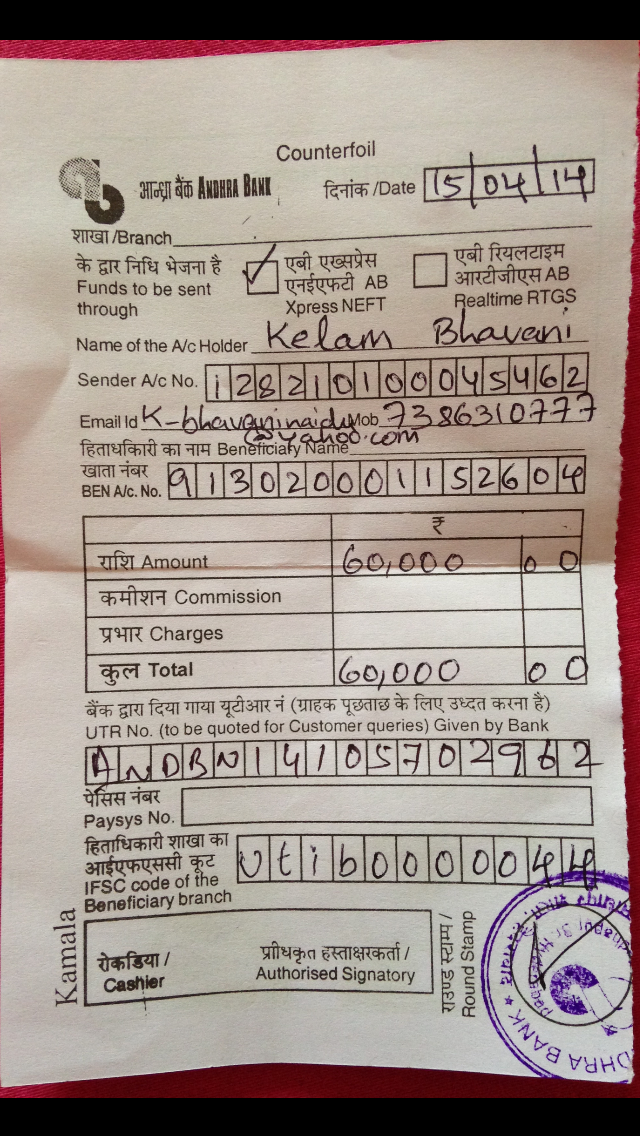 Counterfoil
आन्ध्रा बैंक ANDHRA BANK
दिनांक /Date 15/04/14
शाखा /Branch
के द्वार निधि भेजना है
Funds to be sent
through
एबी एख्सप्रेस
एनईएफटी AB
Xpress NEFT
एबी रियलटाइम
आरटीजीएस AB
Realtime RTGS
Name of the A/c Holder Kelam Bhavani
Sender A/c No. 128210100045462
Email Id K-bhavaninaidu Mob 7386310777
@yahoo.com
हिताधकिारी का नाम Beneficiary Name
खाता नंबर
BEN A/c. No. 913020001152604
₹
राशि Amount 60,000 00
कमीशन Commission
प्रभार Charges
कुल Total 60,000 00
बैंक द्वारा दिया गाया यूटीआर नं (ग्राहक पूछताछ के लिए उध्दत करना है)
UTR No. (to be quoted for Customer queries) Given by Bank
ANDBN14105702962
पेसिस नंबर
Paysys No.
हिताधिकारी शाखा का
आईएफएससी कूट
IFSC code of the
Beneficiary branch
Utib0000044
Kamala
रोकडिया /
Cashier
प्राीधिकृत हस्ताक्षरकर्ता /
Authorised Signatory
राउण्ड स्टाम्प /
Round Stamp
ANDHRA BANK